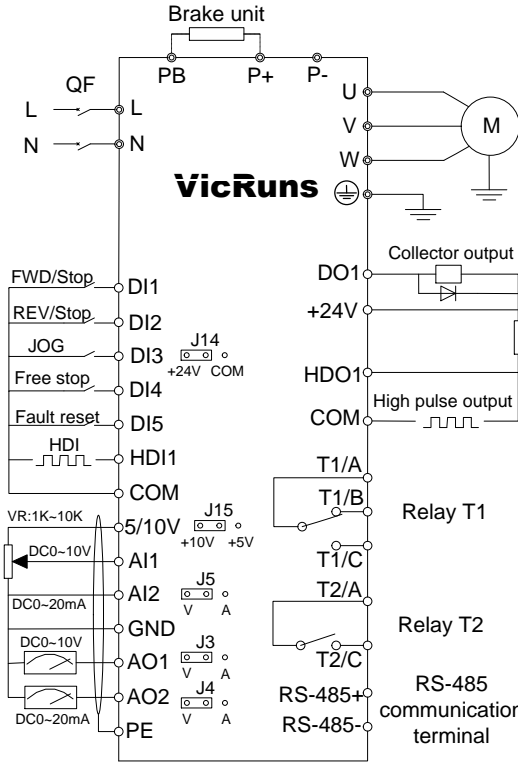 Brake unit
PB P+ P-
QF
L L
N N
U
V
W
M
VicRuns
FWD/Stop DI1
REV/Stop DI2
JOG DI3
J14
+24V COM
Free stop DI4
Fault reset DI5
HDI HDI1
COM
VR:1K~10K 5/10V
J15
+10V +5V
DC0~10V AI1
AI2
DC0~20mA
J5
V A
GND
DC0~10V AO1
J3
V A
AO2
DC0~20mA
J4
V A
PE
DO1 Collector output
+24V
HDO1
High pulse output
COM
T1/A
T1/B
T1/C
Relay T1
T2/A
T2/C
Relay T2
RS-485+
RS-485-
RS-485
communication
terminal